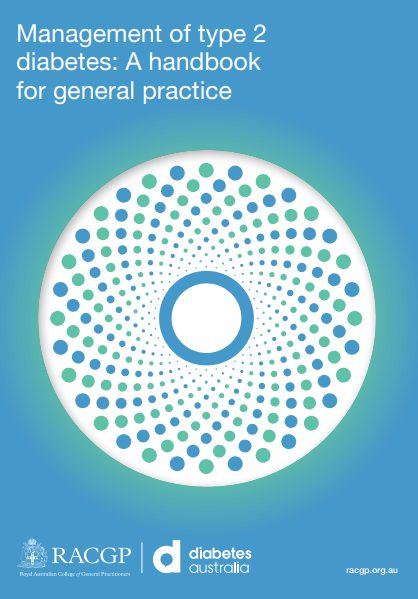 Management of type 2
diabetes: A handbook
for general practice
RACGP
Royal Australian College of General Practitioners
diabetes
australia
racgp.org.au